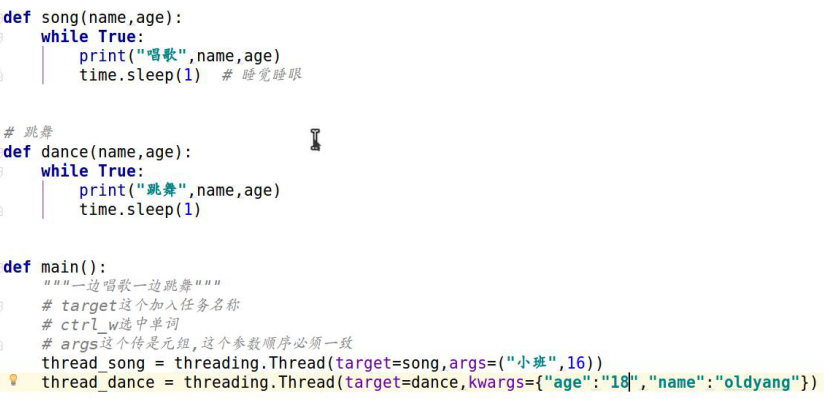 def song(name,age):
    while True:
        print("唱歌",name,age)
        time.sleep(1)  # 睡觉睡眠
# 跳舞
def dance(name,age):
    while True:
        print("跳舞",name,age)
        time.sleep(1)
def main():
    """一边唱歌一边跳舞"""
    # target这个加入任务名称
    # ctrl_w选中单词
    # args这个传是元组,这个参数顺序必须一致
    thread_song = threading.Thread(target=song,args=("小班",16))
    thread_dance = threading.Thread(target=dance,kwargs={"age":"18","name":"oldyang"})